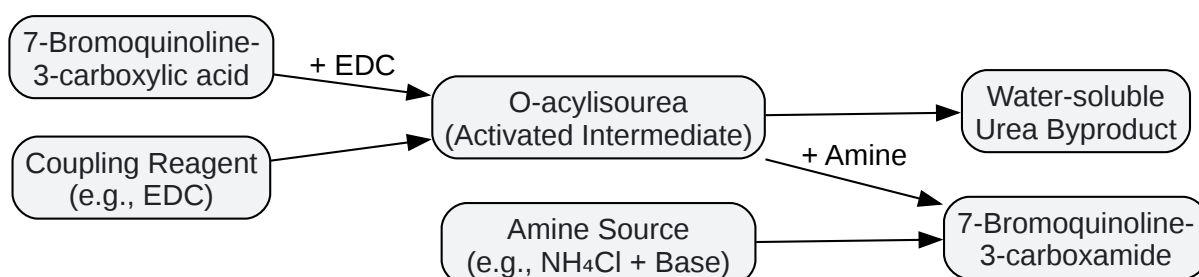 7-Bromoquinoline-
3-carboxylic acid
+ EDC
Coupling Reagent
(e.g., EDC)
O-acylisourea
(Activated Intermediate)
Water-soluble
Urea Byproduct
+ Amine
Amine Source
(e.g., NH₄Cl + Base)
7-Bromoquinoline-
3-carboxamide